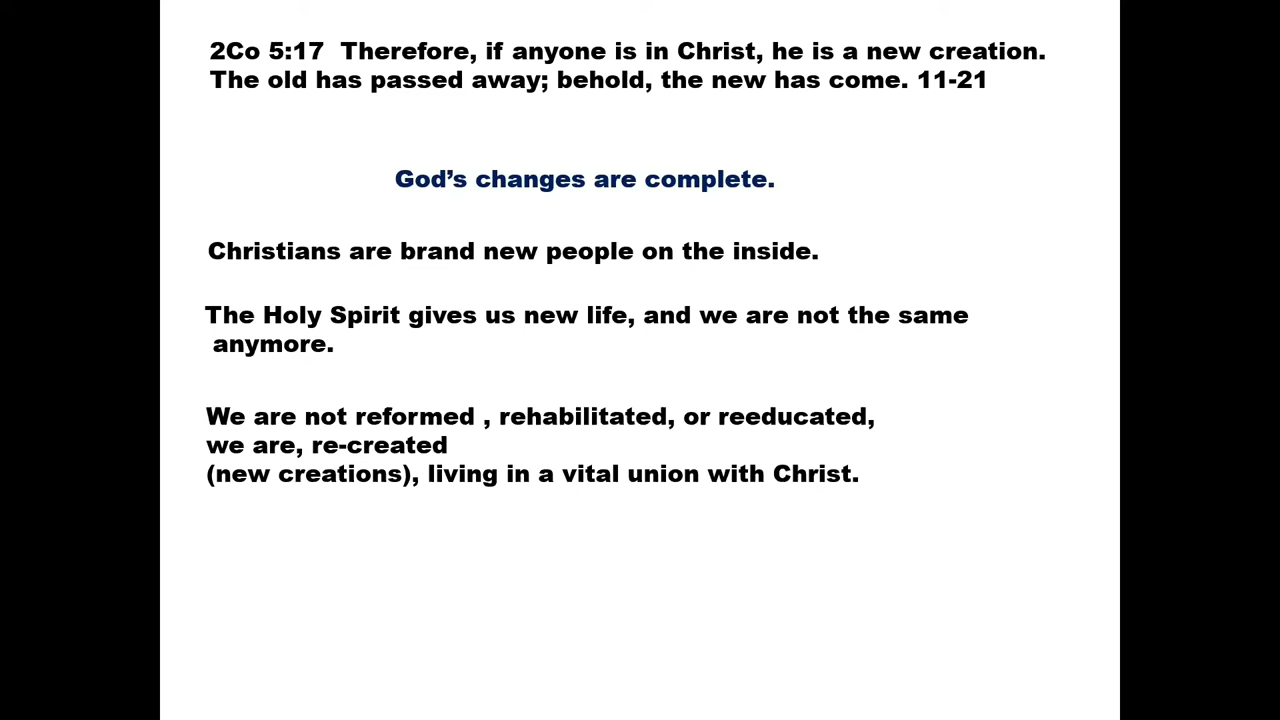 2Co 5:17  Therefore, if anyone is in Christ, he is a new creation.
The old has passed away; behold, the new has come. 11-21
God’s changes are complete.
Christians are brand new people on the inside.
The Holy Spirit gives us new life, and we are not the same
anymore.
We are not reformed , rehabilitated, or reeducated,
we are, re-created
(new creations), living in a vital union with Christ.